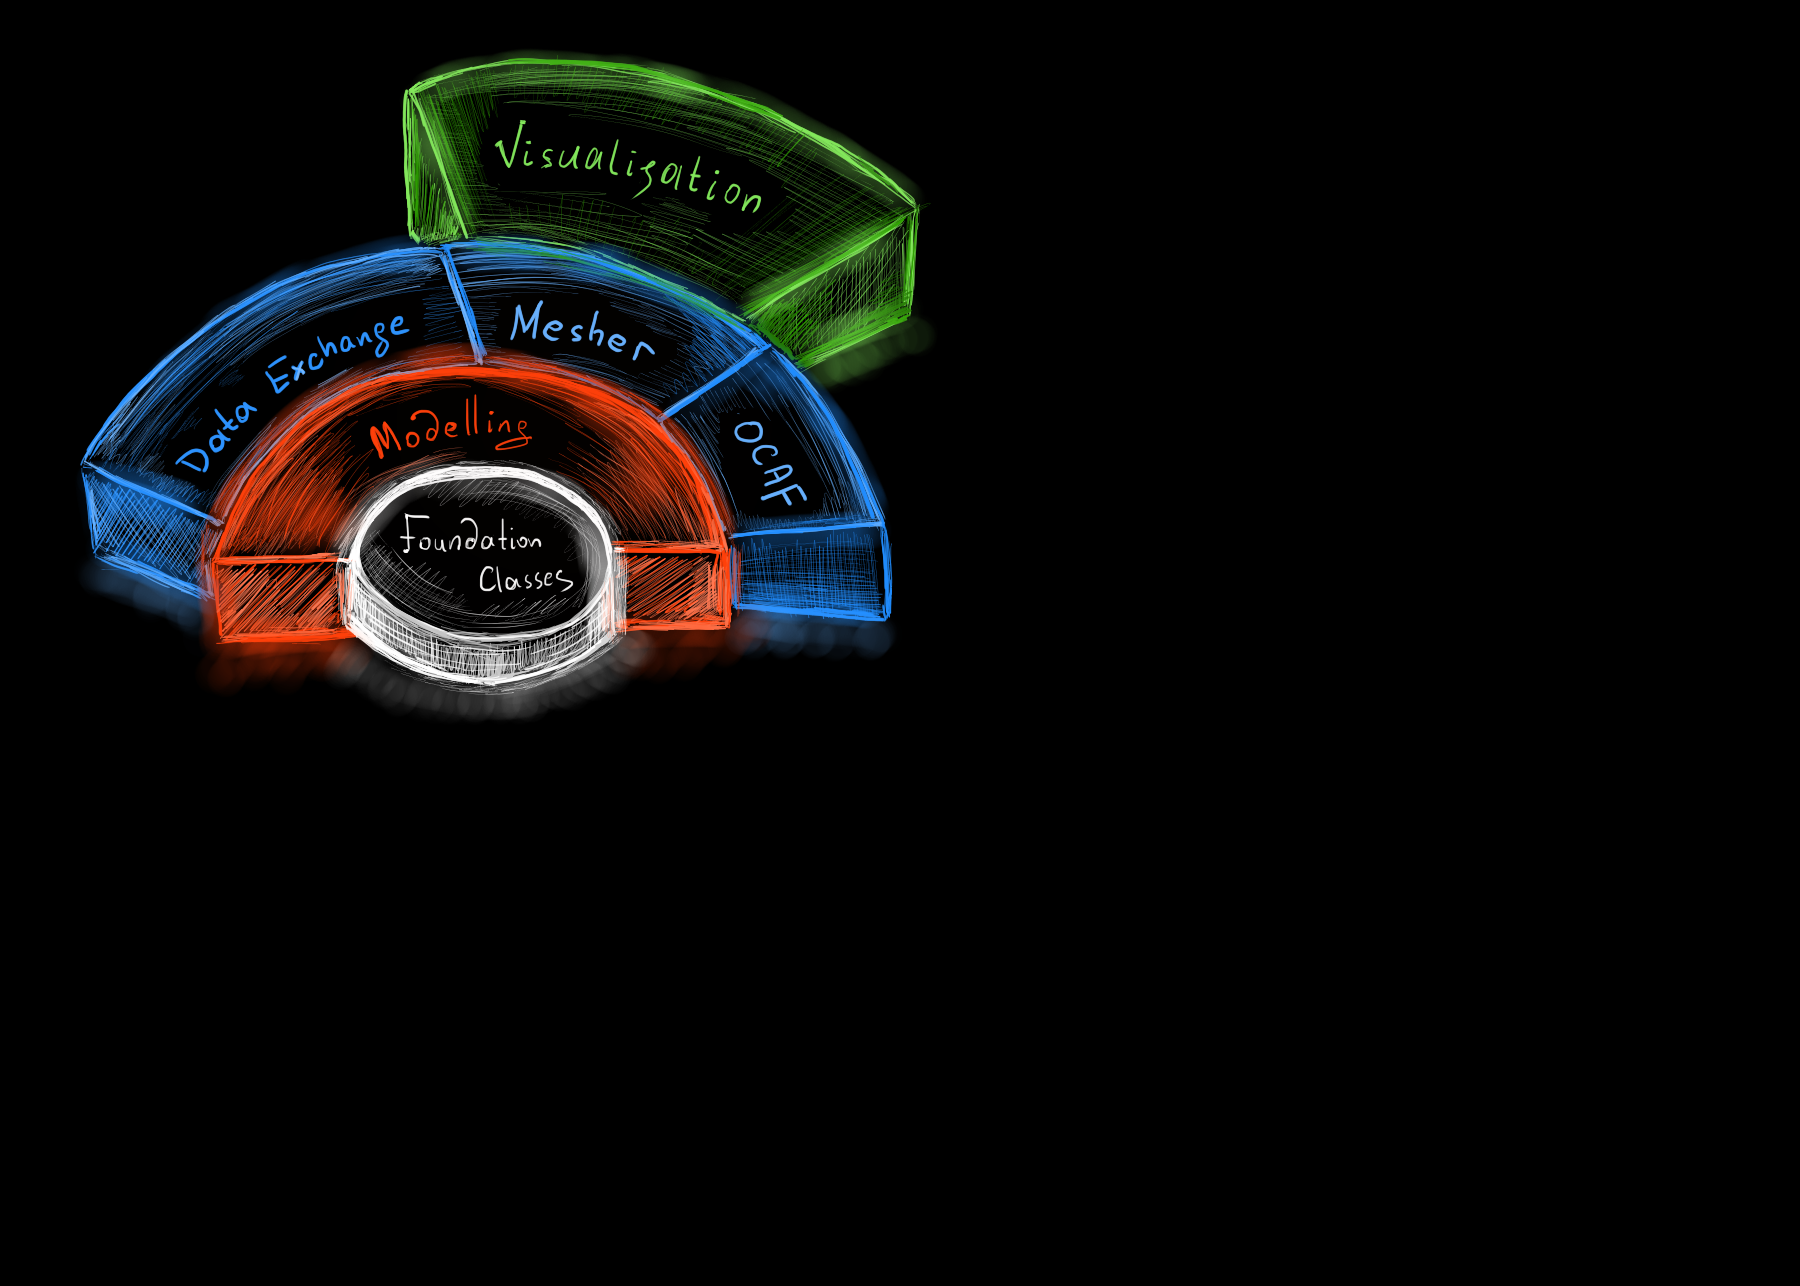 Visualization
Data Exchange
Mesher
OCAF
Modelling
Foundation
Classes